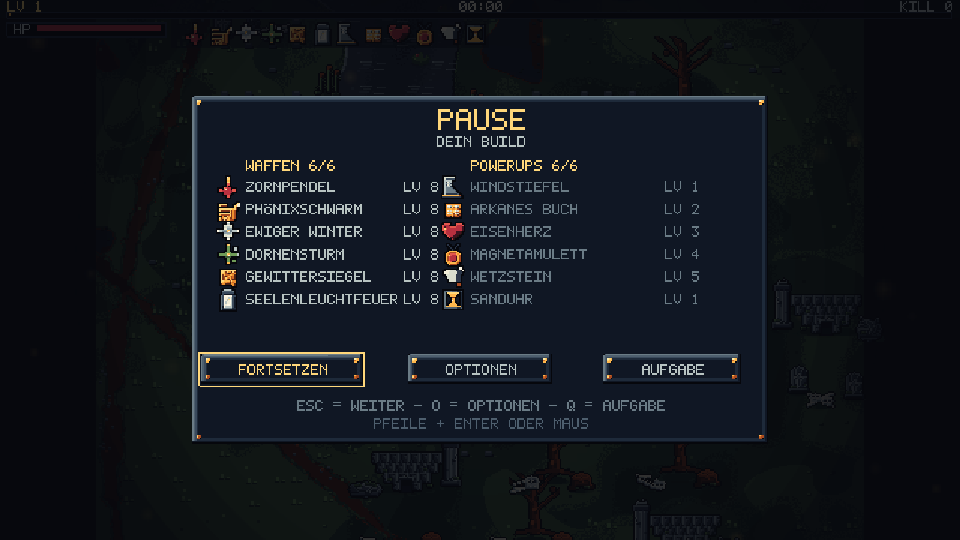 LV 1
00:00
KILL 0
HP
PAUSE
DEIN BUILD
WAFFEN 6/6
POWERUPS 6/6
ZORNPENDEL LV 8
WINDSTIEFEL LV 1
PHöNIXSCHWARM LV 8
ARKANES BUCH LV 2
EWIGER WINTER LV 8
EISENHERZ LV 3
DORNENSTURM LV 8
MAGNETAMULETT LV 4
GEWITTERSIEGEL LV 8
WETZSTEIN LV 5
SEELENLEUCHTFEUER LV 8
SANDUHR LV 1
FORTSETZEN
OPTIONEN
AUFGABE
ESC = WEITER - O = OPTIONEN - Q = AUFGABE
PFEILE + ENTER ODER MAUS